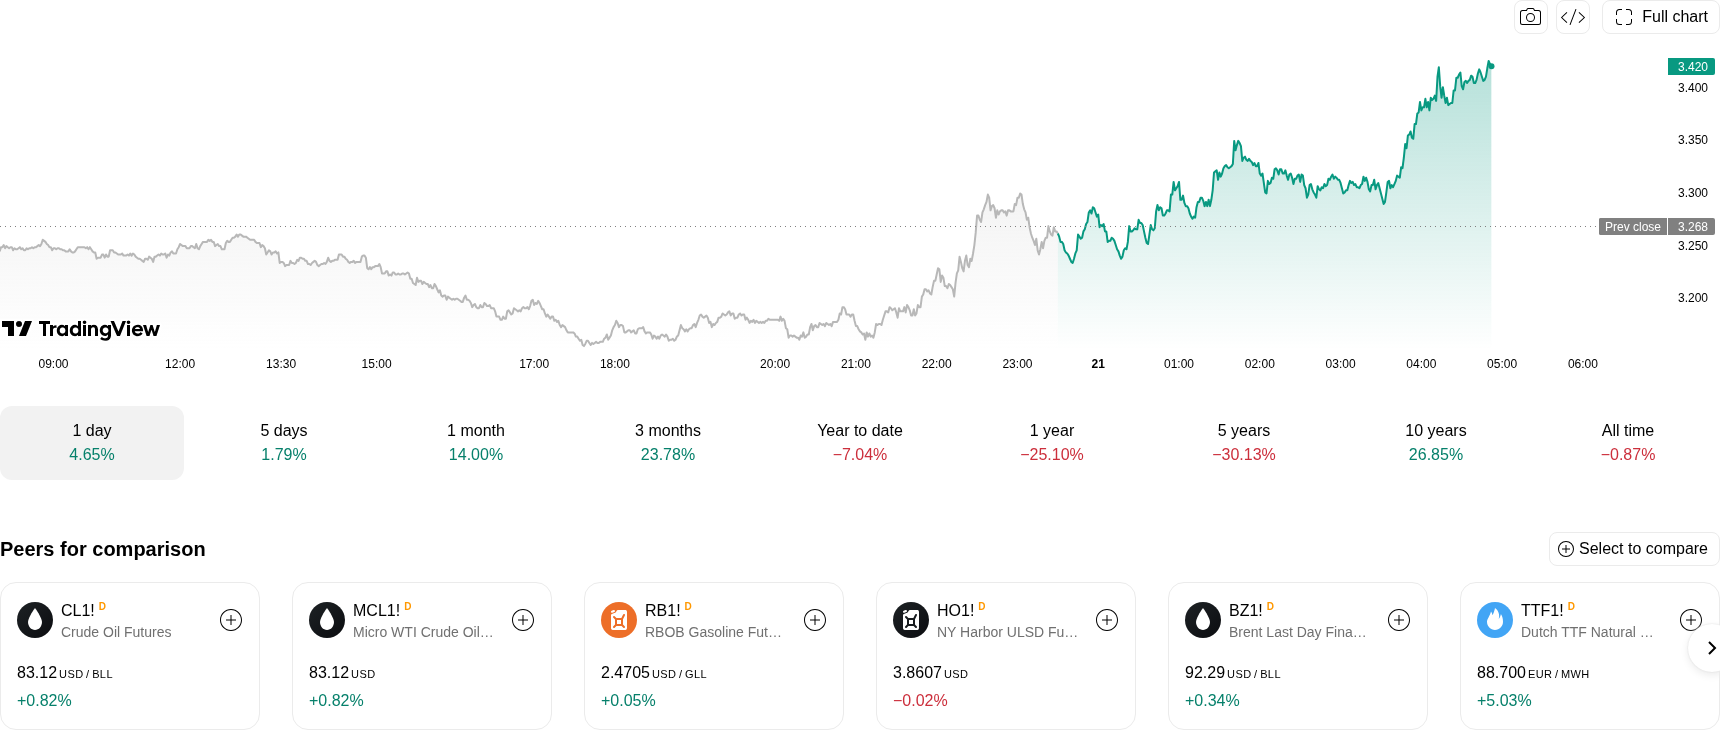 Full chart
3.420
3.400
3.350
3.300
Prev close 3.268
3.250
3.200
TradingView
09:00 12:00 13:30 15:00 17:00 18:00 20:00 21:00 22:00 23:00 21 01:00 02:00 03:00 04:00 05:00 06:00
1 day 5 days 1 month 3 months Year to date 1 year 5 years 10 years All time
4.65% 1.79% 14.00% 23.78% −7.04% −25.10% −30.13% 26.85% −0.87%
Peers for comparison
Select to compare
CL1! D
Crude Oil Futures
83.12 USD / BLL
+0.82%
MCL1! D
Micro WTI Crude Oil…
83.12 USD
+0.82%
RB1! D
RBOB Gasoline Fut…
2.4705 USD / GLL
+0.05%
HO1! D
NY Harbor ULSD Fu…
3.8607 USD
−0.02%
BZ1! D
Brent Last Day Fina…
92.29 USD / BLL
+0.34%
TTF1! D
Dutch TTF Natural …
88.700 EUR / MWH
+5.03%